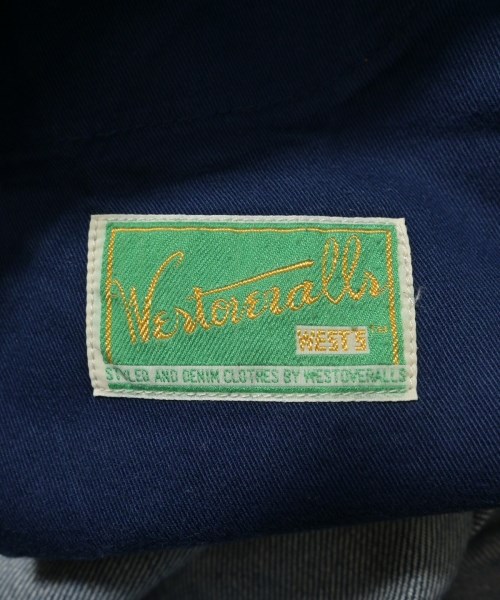 Westoveralls
WEST'S
STYLED AND DENIM CLOTHES BY WESTOVERALLS